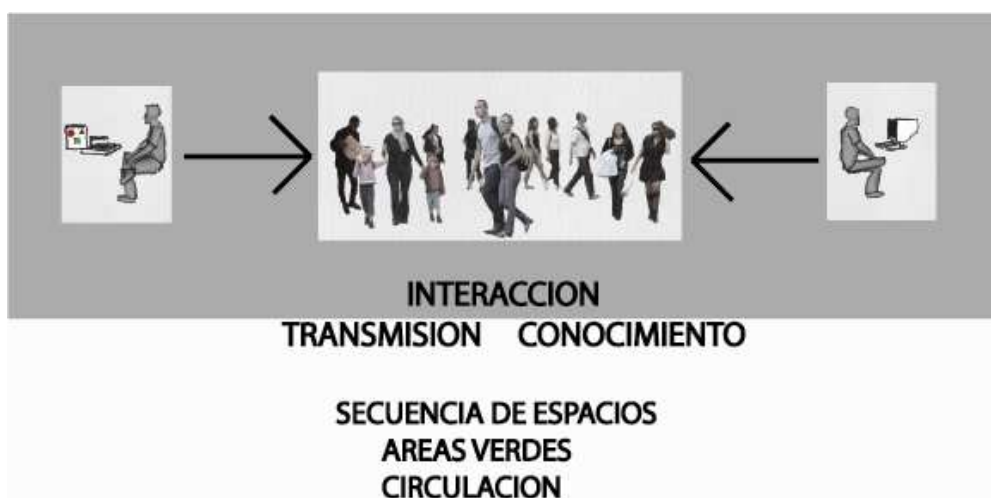 INTERACCION
TRANSMISION CONOCIMIENTO
SECUENCIA DE ESPACIOS
AREAS VERDES
CIRCULACION